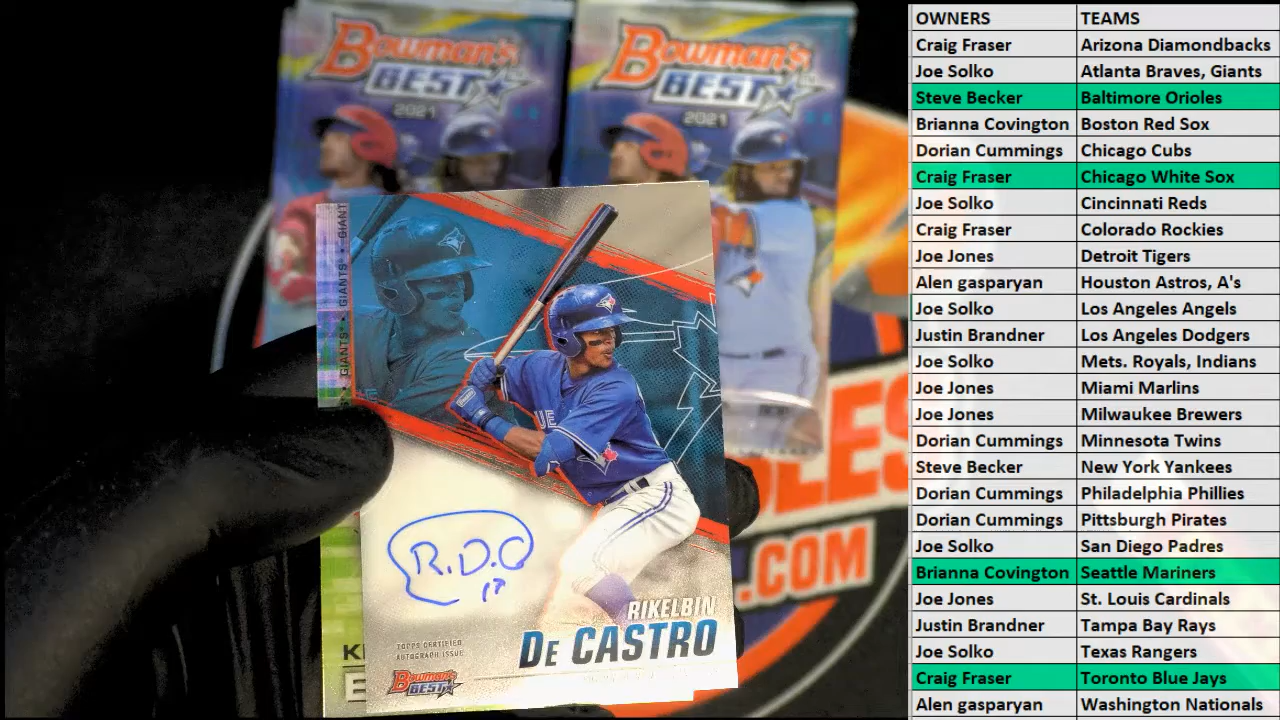 BOWMAN'S
BEST
2021
BOWMAN'S
BEST
2021
GIANTS • GIANTS • GIANT
R.D.C
17
RIKELBIN
DE CASTRO
TOPPS CERTIFIED
AUTOGRAPH ISSUE
BOWMAN'S
BEST
.COM
OWNERS TEAMS
Craig Fraser Arizona Diamondbacks
Joe Solko Atlanta Braves, Giants
Steve Becker Baltimore Orioles
Brianna Covington Boston Red Sox
Dorian Cummings Chicago Cubs
Craig Fraser Chicago White Sox
Joe Solko Cincinnati Reds
Craig Fraser Colorado Rockies
Joe Jones Detroit Tigers
Alen gasparyan Houston Astros, A's
Joe Solko Los Angeles Angels
Justin Brandner Los Angeles Dodgers
Joe Solko Mets. Royals, Indians
Joe Jones Miami Marlins
Joe Jones Milwaukee Brewers
Dorian Cummings Minnesota Twins
Steve Becker New York Yankees
Dorian Cummings Philadelphia Phillies
Dorian Cummings Pittsburgh Pirates
Joe Solko San Diego Padres
Brianna Covington Seattle Mariners
Joe Jones St. Louis Cardinals
Justin Brandner Tampa Bay Rays
Joe Solko Texas Rangers
Craig Fraser Toronto Blue Jays
Alen gasparyan Washington Nationals